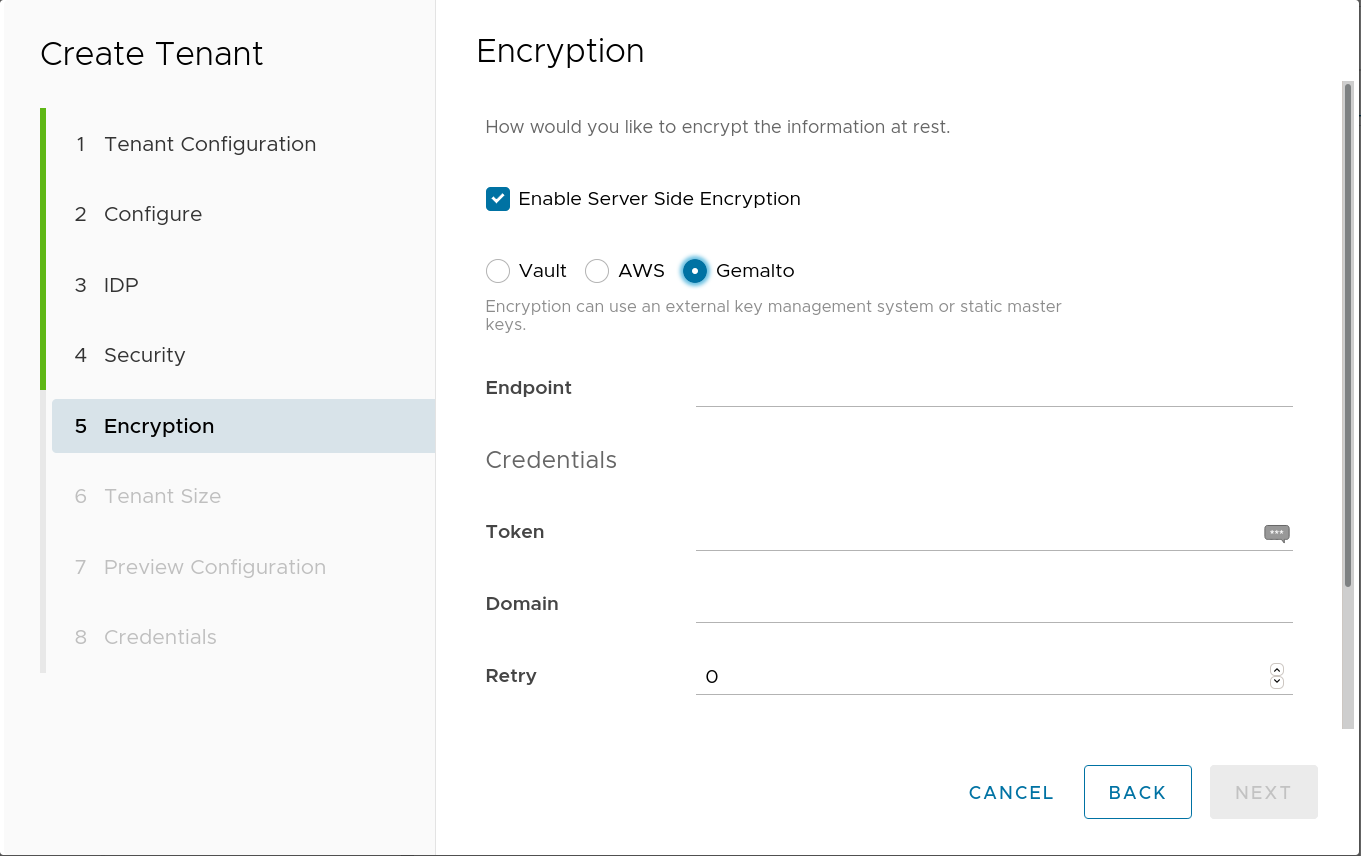 Create Tenant
1 Tenant Configuration
2 Configure
3 IDP
4 Security
5 Encryption
6 Tenant Size
7 Preview Configuration
8 Credentials
Encryption
How would you like to encrypt the information at rest.
Enable Server Side Encryption
Vault AWS Gemalto
Encryption can use an external key management system or static master
keys.
Endpoint
Credentials
Token
Domain
Retry 0
CANCEL BACK NEXT